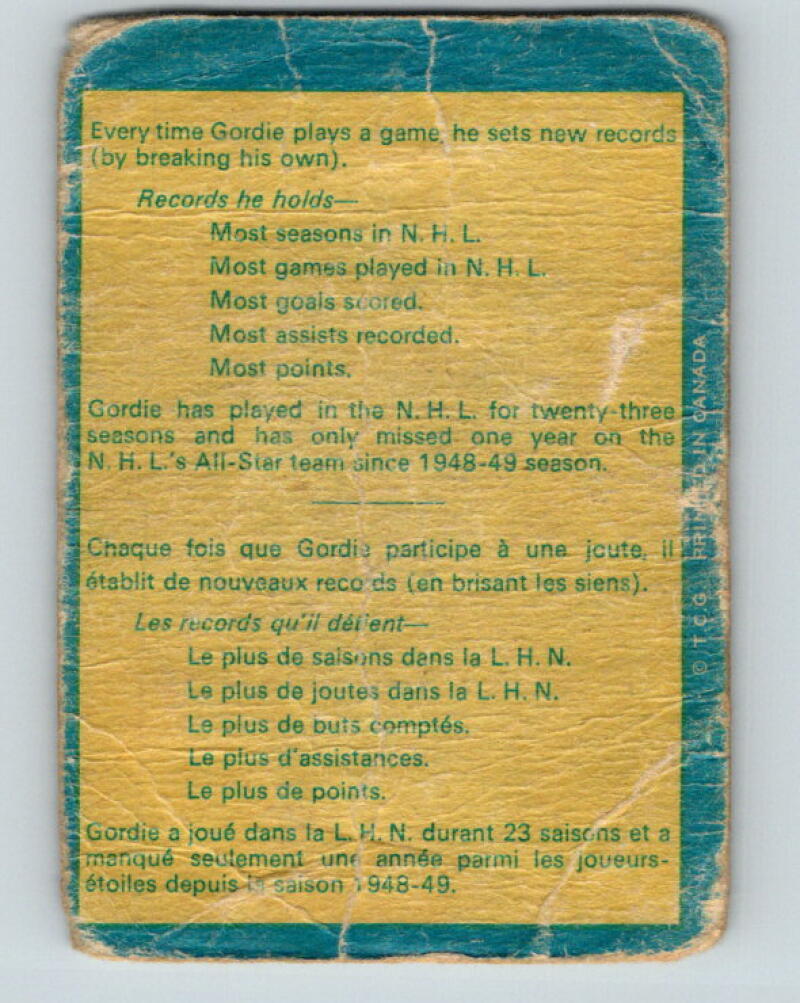 Every time Gordie plays a game, he sets new records
(by breaking his own).
Records he holds—
Most seasons in N. H. L.
Most games played in N. H. L.
Most goals scored.
Most assists recorded.
Most points.
Gordie has played in the N. H. L. for twenty-three
seasons and has only missed one year on the
N. H. L.'s All-Star team since 1948-49 season.
Chaque fois que Gordie participe à une joute, il
établit de nouveaux records (en brisant les siens).
Les records qu'il détient—
Le plus de saisons dans la L. H. N.
Le plus de joutes dans la L. H. N.
Le plus de buts comptés.
Le plus d'assistances.
Le plus de points.
Gordie a joué dans la L. H. N. durant 23 saisons et a
manqué seulement une année parmi les joueurs-
étoiles depuis la saison 1948-49.
© T.C.G. PRINTED IN CANADA